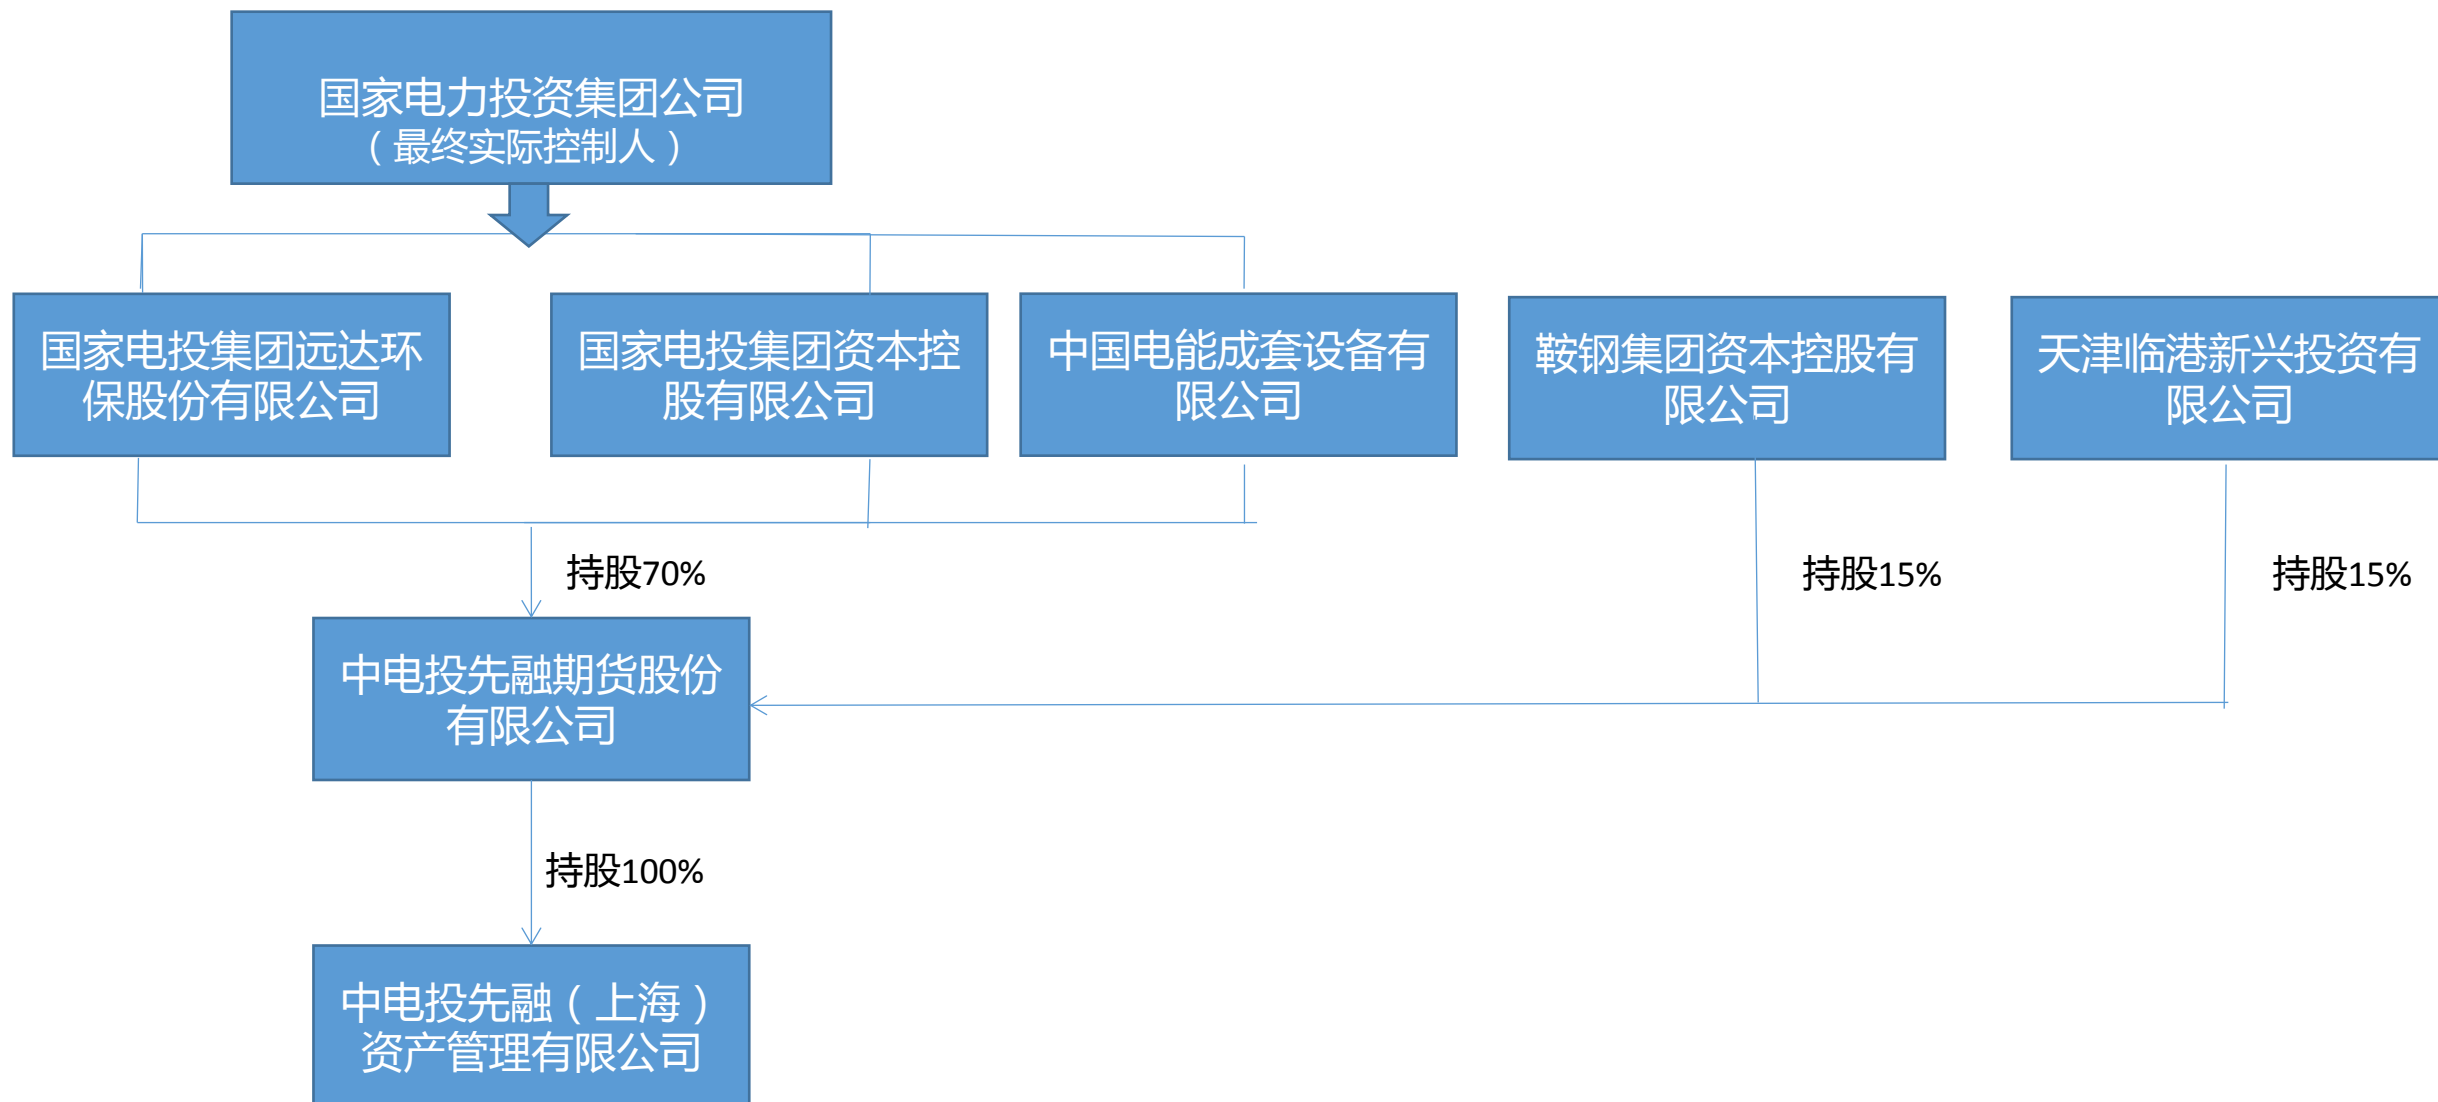 国家电力投资集团公司
（最终实际控制人）
国家电投集团远达环
保股份有限公司
国家电投集团资本控
股有限公司
中国电能成套设备有
限公司
鞍钢集团资本控股有
限公司
天津临港新兴投资有
限公司
持股70%
持股15%
持股15%
中电投先融期货股份
有限公司
持股100%
中电投先融（上海）
资产管理有限公司